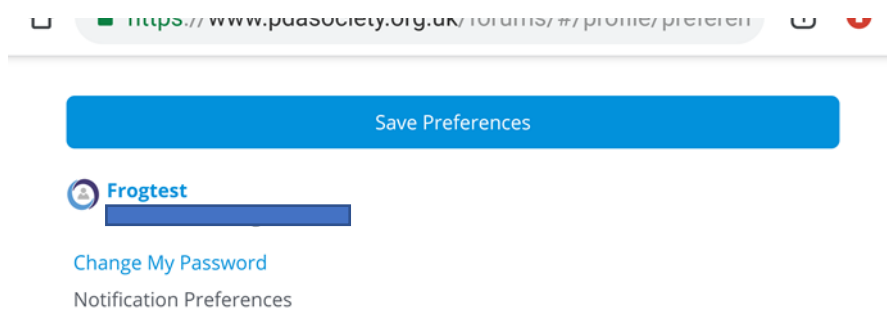 https://www.pdasociety.org.uk/forums/#/profile/preferen
Save Preferences
Frogtest
Change My Password
Notification Preferences